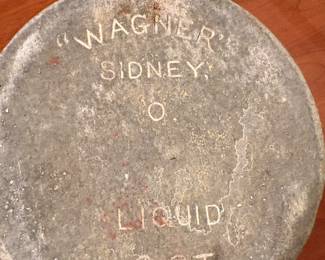 "WAGNER"
SIDNEY,
O.
LIQUID